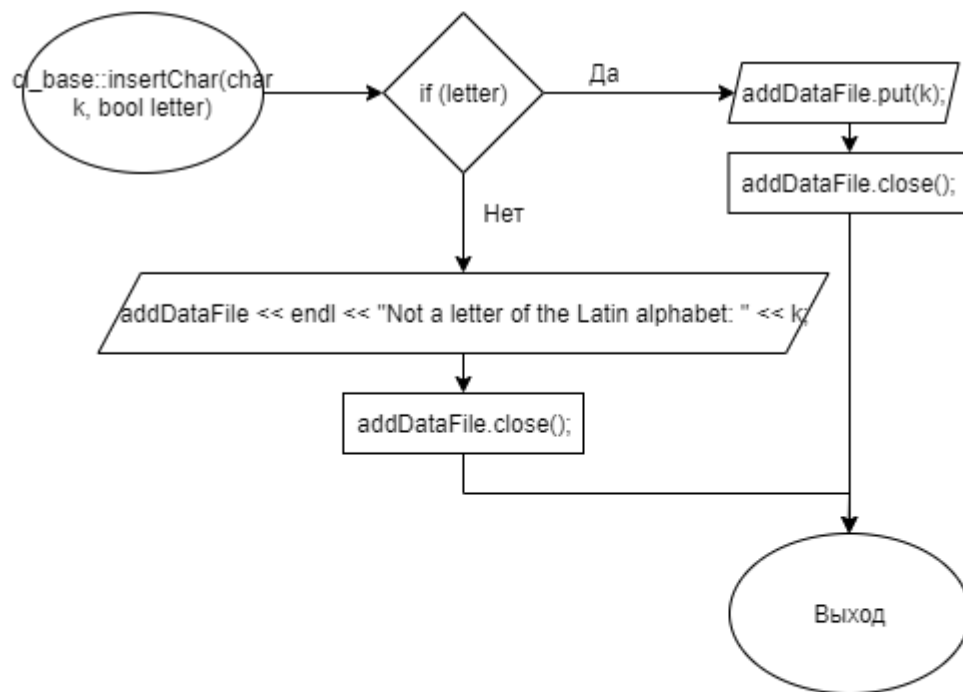 cl_base::insertChar(char
k, bool letter)
if (letter)
Да
addDataFile.put(k);
addDataFile.close();
Нет
addDataFile << endl << "Not a letter of the Latin alphabet: " << k;
addDataFile.close();
Выход